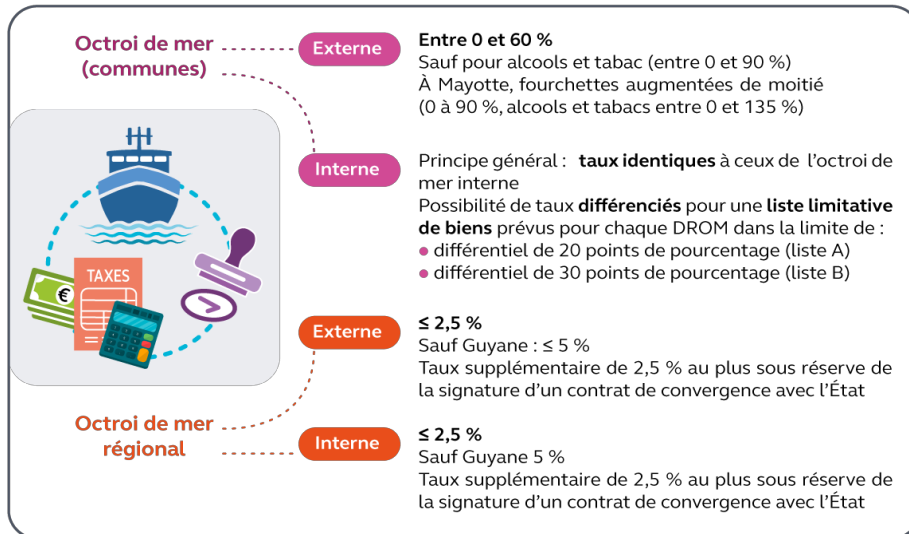 Octroi de mer
(communes)
Externe
Entre 0 et 60 %
Sauf pour alcools et tabac (entre 0 et 90 %)
À Mayotte, fourchettes augmentées de moitié
(0 à 90 %, alcools et tabacs entre 0 et 135 %)
Interne
Principe général : taux identiques à ceux de l’octroi de
mer interne
Possibilité de taux différenciés pour une liste limitative
de biens prévus pour chaque DROM dans la limite de :
● différentiel de 20 points de pourcentage (liste A)
● différentiel de 30 points de pourcentage (liste B)
TAXES
€
Octroi de mer
régional
Externe
≤ 2,5 %
Sauf Guyane : ≤ 5 %
Taux supplémentaire de 2,5 % au plus sous réserve de
la signature d’un contrat de convergence avec l’État
Interne
≤ 2,5 %
Sauf Guyane 5 %
Taux supplémentaire de 2,5 % au plus sous réserve de
la signature d’un contrat de convergence avec l’État